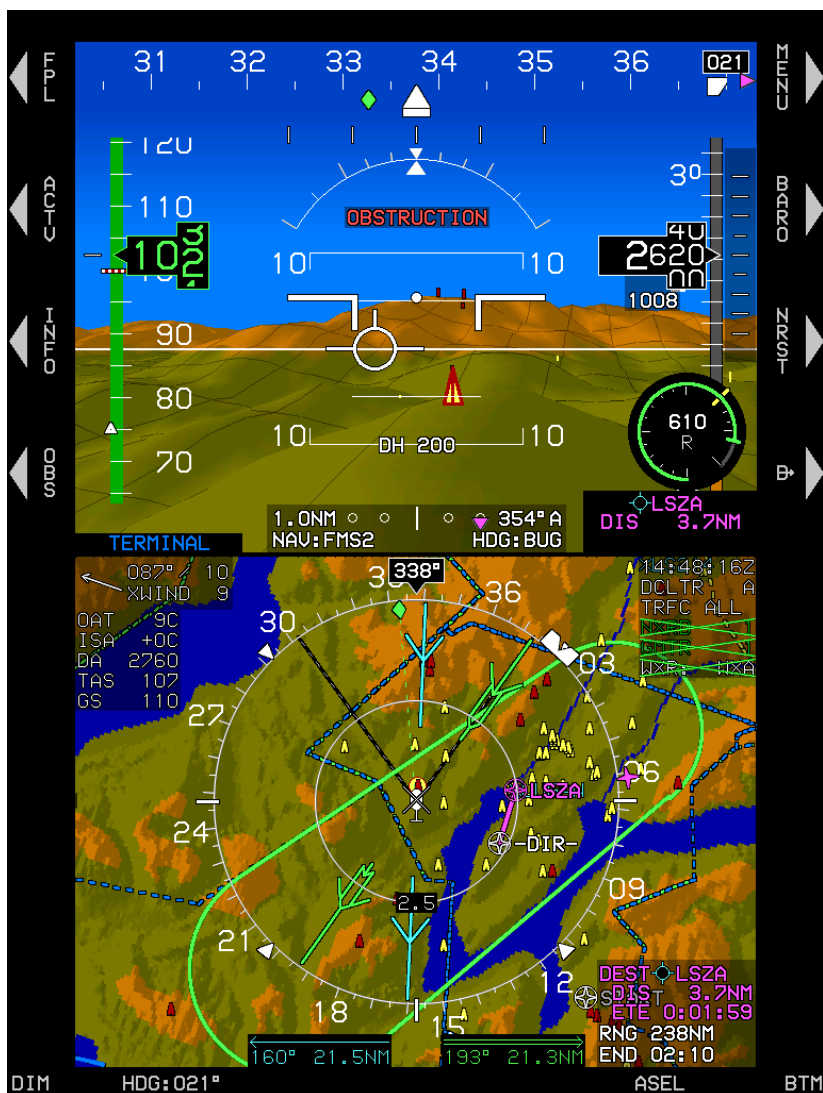 FPL
ACTV
INFO
OBS
MENU
BARO
NRST
31 32 33 34 35 36
021
120
110
90
80
70
30
2620
1008
OBSTRUCTION
10 10
10 10
DH 200
610
R
LSZA
DIS 3.7NM
1.0NM 354°A
NAV:FMS2 HDG:BUG
TERMINAL
087° 10
XWIND 9
OAT 9C
ISA +0C
DA 2760
TAS 107
GS 110
338°
14:48:16Z
DCLTR A
TRFC ALL
WXR WXA
36
03
06
09
12
15
18
21
24
27
30
LSZA
-DIR-
2.5
DEST LSZA
DIS 3.7NM
ETE 0:01:59
RNG 238NM
END 02:10
160° 21.5NM
193° 21.3NM
DIM
HDG:021°
ASEL
BTM